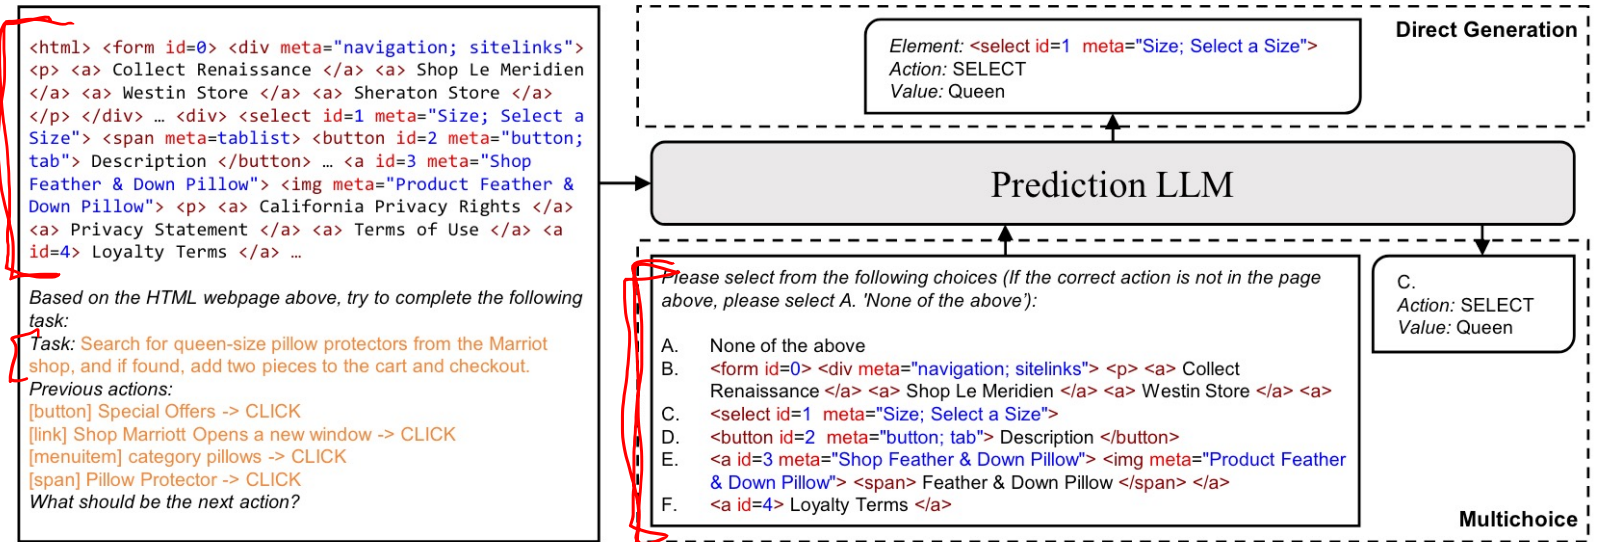 <html> <form id=0> <div meta="navigation; sitelinks">
<p> <a> Collect Renaissance </a> <a> Shop Le Meridien
</a> <a> Westin Store </a> <a> Sheraton Store </a>
</p> </div> … <div> <select id=1 meta="Size; Select a
Size"> <span meta=tablist> <button id=2 meta="button;
tab"> Description </button> … <a id=3 meta="Shop
Feather & Down Pillow"> <img meta="Product Feather &
Down Pillow"> <p> <a> California Privacy Rights </a>
<a> Privacy Statement </a> <a> Terms of Use </a> <a
id=4> Loyalty Terms </a> …
Based on the HTML webpage above, try to complete the following
task:
Task: Search for queen-size pillow protectors from the Marriot
shop, and if found, add two pieces to the cart and checkout.
Previous actions:
[button] Special Offers -> CLICK
[link] Shop Marriott Opens a new window -> CLICK
[menuitem] category pillows -> CLICK
[span] Pillow Protector -> CLICK
What should be the next action?
Direct Generation
Element: <select id=1 meta="Size; Select a Size">
Action: SELECT
Value: Queen
Prediction LLM
Please select from the following choices (If the correct action is not in the page
above, please select A. 'None of the above'):
A. None of the above
B. <form id=0> <div meta="navigation; sitelinks"> <p> <a> Collect
Renaissance </a> <a> Shop Le Meridien </a> <a> Westin Store </a> <a>
C. <select id=1 meta="Size; Select a Size">
D. <button id=2 meta="button; tab"> Description </button>
E. <a id=3 meta="Shop Feather & Down Pillow"> <img meta="Product Feather
& Down Pillow"> <span> Feather & Down Pillow </span> </a>
F. <a id=4> Loyalty Terms </a>
C.
Action: SELECT
Value: Queen
Multichoice